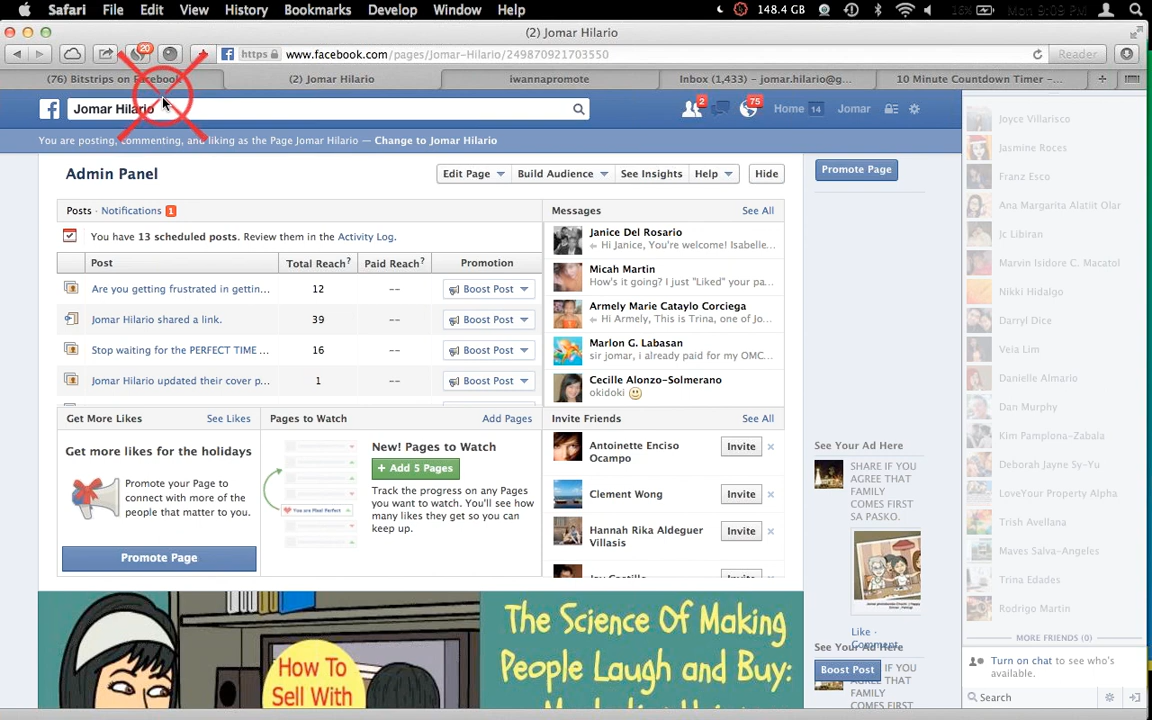 Safari File Edit View History Bookmarks Develop Window Help 148.4 GB 16% Mon 9:09 PM
(2) Jomar Hilario
20 https www.facebook.com/pages/Jomar-Hilario/249870921703550 Reader
(76) Bitstrips on Facebook (2) Jomar Hilario iwannapromote Inbox (1,433) – jomar.hilario@g... 10 Minute Countdown Timer –...
Jomar Hilario 2 75 Home 14 Jomar
You are posting, commenting, and liking as the Page Jomar Hilario — Change to Jomar Hilario
Admin Panel Edit Page Build Audience See Insights Help Hide
Posts · Notifications 1
You have 13 scheduled posts. Review them in the Activity Log.
Post Total Reach? Paid Reach? Promotion
Are you getting frustrated in gettin... 12 -- Boost Post
Jomar Hilario shared a link. 39 -- Boost Post
Stop waiting for the PERFECT TIME ... 16 -- Boost Post
Jomar Hilario updated their cover p... 1 -- Boost Post
Messages See All
Janice Del Rosario
Hi Janice, You're welcome! Isabelle...
Micah Martin
How's it going? I just "Liked" your pa...
Armely Marie Cataylo Corciega
Hi Armely, This is Trina, one of Jo...
Marlon G. Labasan
sir jomar, i already paid for my OMC...
Cecille Alonzo-Solmerano
okidoki
Get More Likes See Likes
Get more likes for the holidays
Promote your Page to
connect with more of the
people that matter to you.
Promote Page
Pages to Watch Add Pages
New! Pages to Watch
+ Add 5 Pages
Track the progress on any Pages
you want to watch. You'll see how
many likes they get so you can
keep up.
You are Most Perfect
Invite Friends See All
Antoinette Enciso
Ocampo Invite
Clement Wong Invite
Hannah Rika Aldeguer
Villasis Invite
How To
Sell With
The Science Of Making
People Laugh and Buy:
Promote Page
See Your Ad Here
SHARE IF YOU
AGREE THAT
FAMILY
COMES FIRST
SA PASKO.
Like ·
Comment
See Your Ad Here
Boost Post
IF YOU
THAT
FAMILY
COMES FIRST
Joyce Villarisco
Jasmine Roces
Franz Esco
Ana Margarita Alatiit Olar
Jc Libiran
Marvin Isidore C. Macatol
Nikki Hidalgo
Darryl Dice
Veia Lim
Danielle Almario
Dan Murphy
Kim Pamplona-Zabala
Deborah Jayne Sy-Yu
LoveYour Property Alpha
Trish Avellana
Maves Salva-Angeles
Trina Edades
Rodrigo Martin
MORE FRIENDS (0)
Turn on chat to see who's
available.
Search